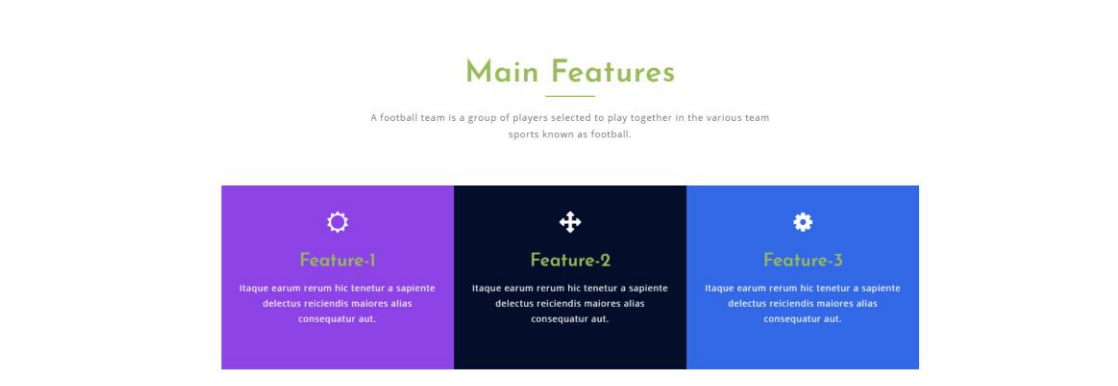 Main Features
A football team is a group of players selected to play together in the various team
sports known as football.
Feature-1
Itaque earum rerum hic tenetur a sapiente
delectus reiciendis maiores alias
consequatur aut.
Feature-2
Itaque earum rerum hic tenetur a sapiente
delectus reiciendis maiores alias
consequatur aut.
Feature-3
Itaque earum rerum hic tenetur a sapiente
delectus reiciendis maiores alias
consequatur aut.